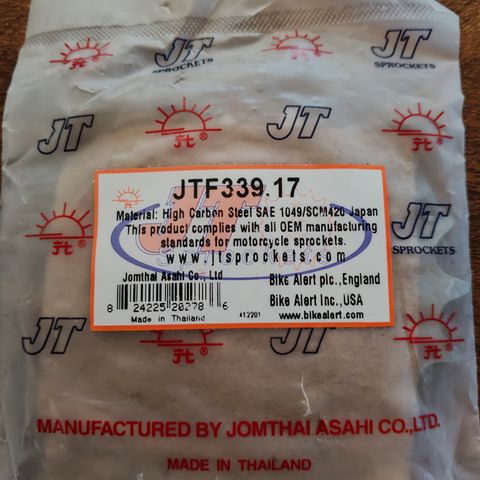 JT
SPROCKETS
JT
JT
JT
JT
SPROCKETS
JTF339.17
Material: High Carbon Steel SAE 1049/SCM420 Japan
This product complies with all OEM manufacturing
standards for motorcycle sprockets.
www.jtsprockets.com
Jomthai Asahi Co., Ltd
Bike Alert plc.,England
8 24225 20278 6
Bike Alert Inc.,USA
Made in Thailand
412201
www.bikealert.com
JT
JT
MANUFACTURED BY JOMTHAI ASAHI CO.,LTD.
MADE IN THAILAND